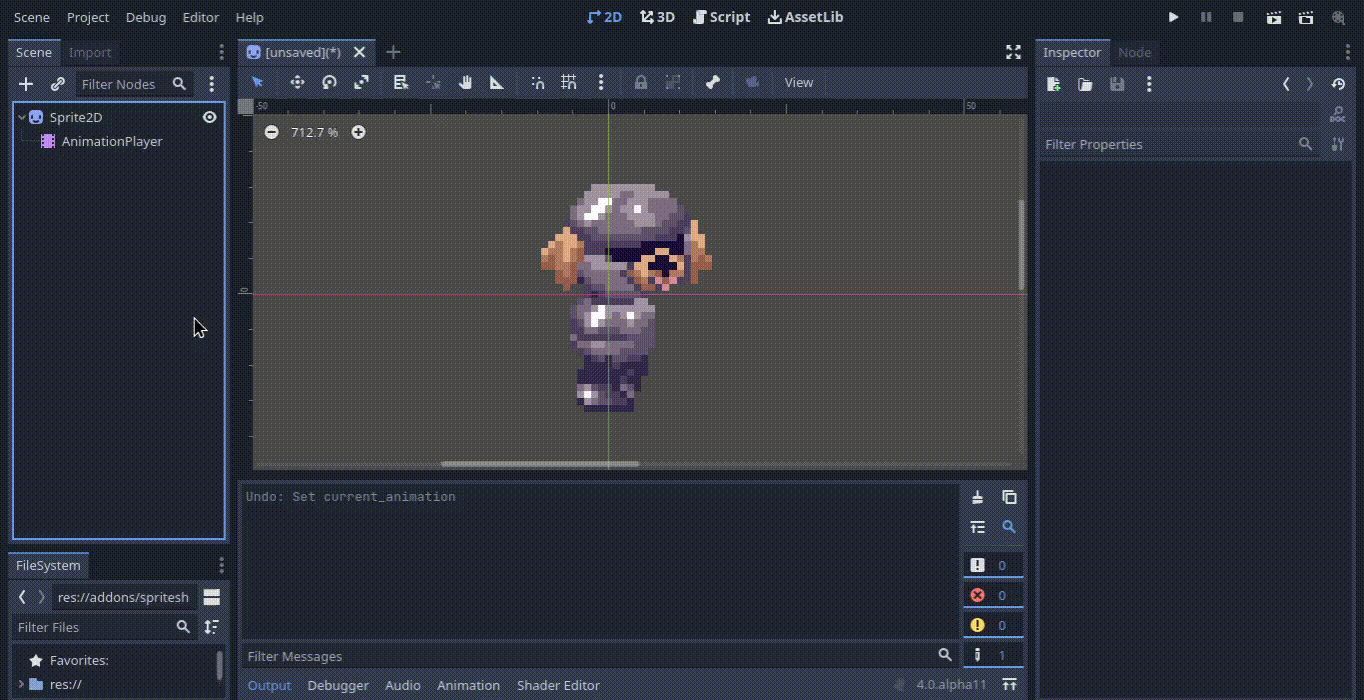 Scene Project Debug Editor Help 2D 3D Script AssetLib
Scene Import [unsaved](*) Inspector Node
Filter Nodes View
-50 0 50
Sprite2D 712.7 %
AnimationPlayer Filter Properties
0
Undo: Set current_animation
FileSystem 0
res://addons/spritesh 0
Filter Files 0
Favorites: Filter Messages 1
res:// Output Debugger Audio Animation Shader Editor 4.0.alpha11
DOC